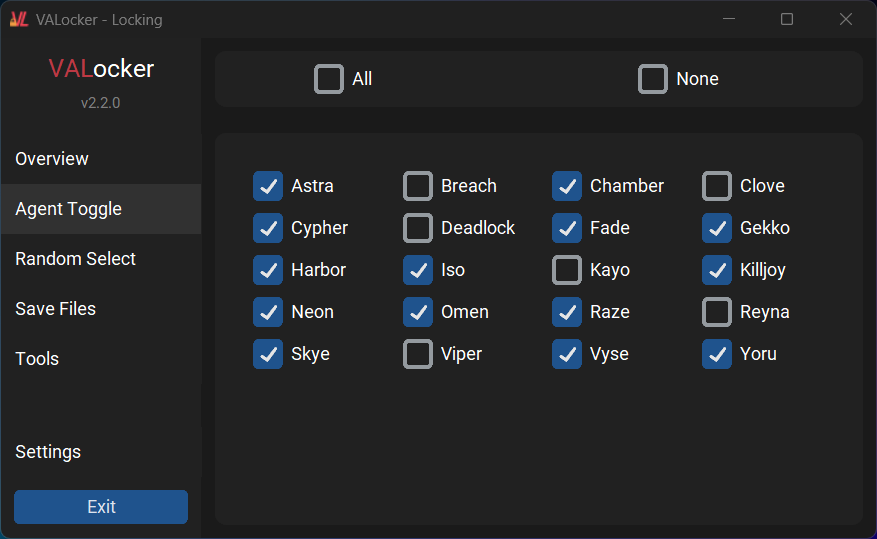 VALocker - Locking
VALocker
v2.2.0
Overview
Agent Toggle
Random Select
Save Files
Tools
Settings
Exit
All None
Astra Breach Chamber Clove
Cypher Deadlock Fade Gekko
Harbor Iso Kayo Killjoy
Neon Omen Raze Reyna
Skye Viper Vyse Yoru